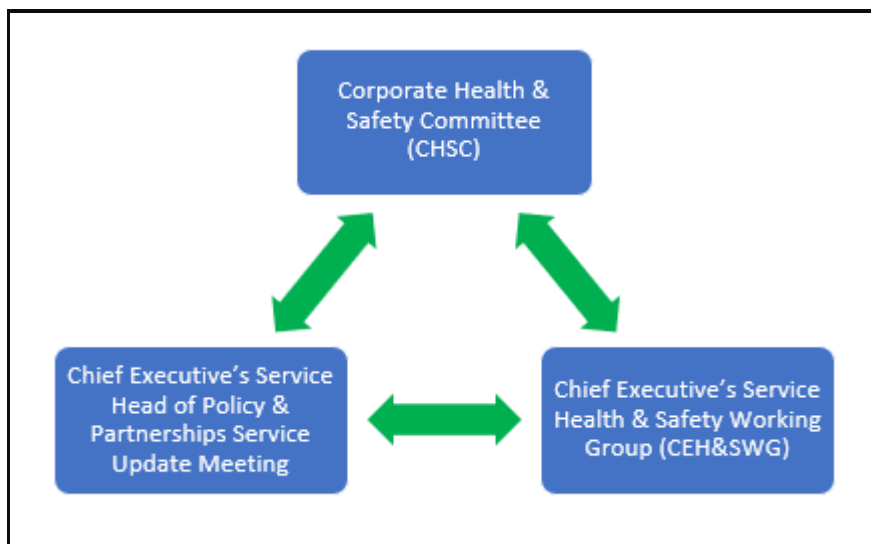 Corporate Health &
Safety Committee
(CHSC)
Chief Executive’s Service
Head of Policy &
Partnerships Service
Update Meeting
Chief Executive’s Service
Health & Safety Working
Group (CEH&SWG)